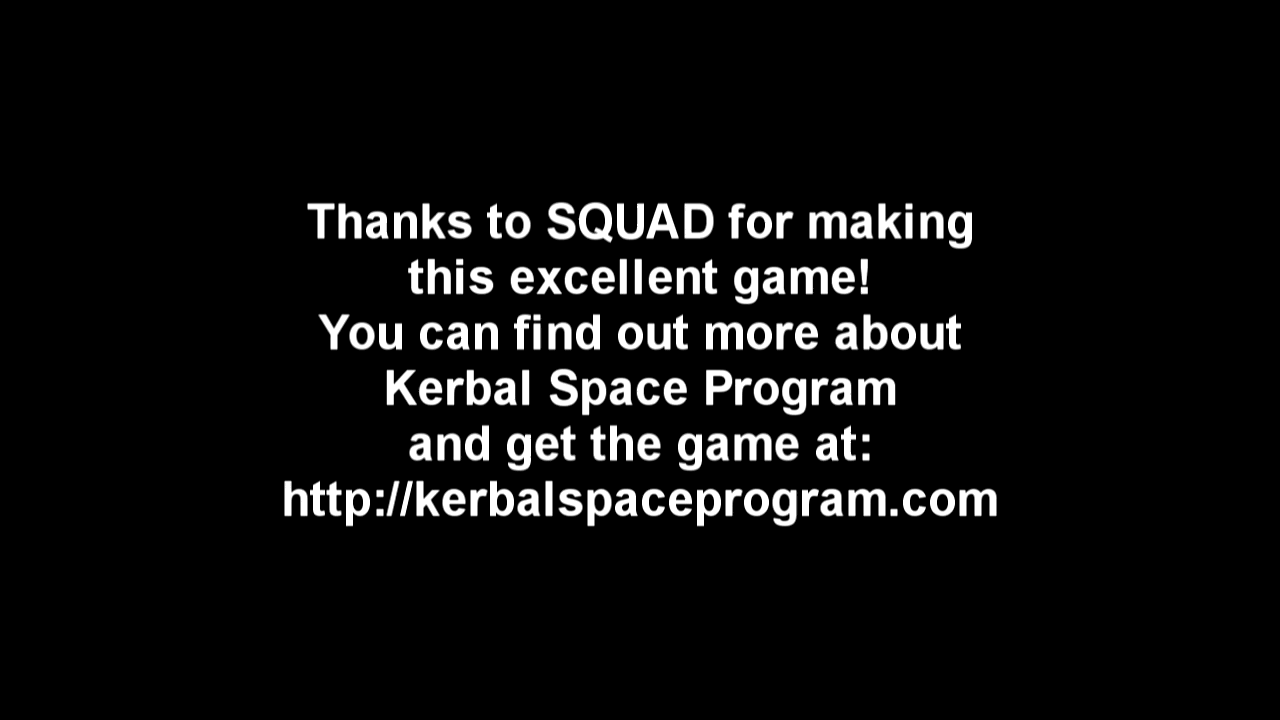 Thanks to SQUAD for making
this excellent game!
You can find out more about
Kerbal Space Program
and get the game at:
http://kerbalspaceprogram.com